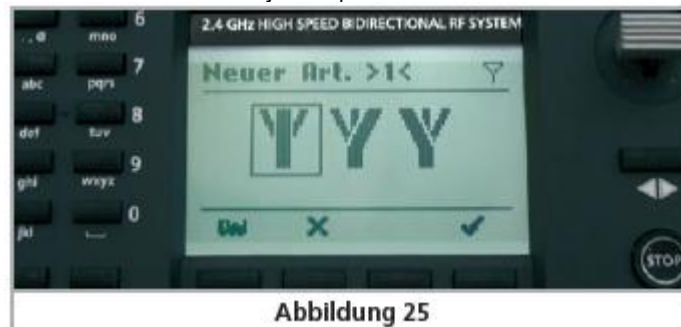 2.4 GHz HIGH SPEED BIDIRECTIONAL RF SYSTEM
6
mno
7
abc pqrs
8
def tuv
9
ghi wxyz
0
jkl
Neuer Art. >1<
STOP
Abbildung 25